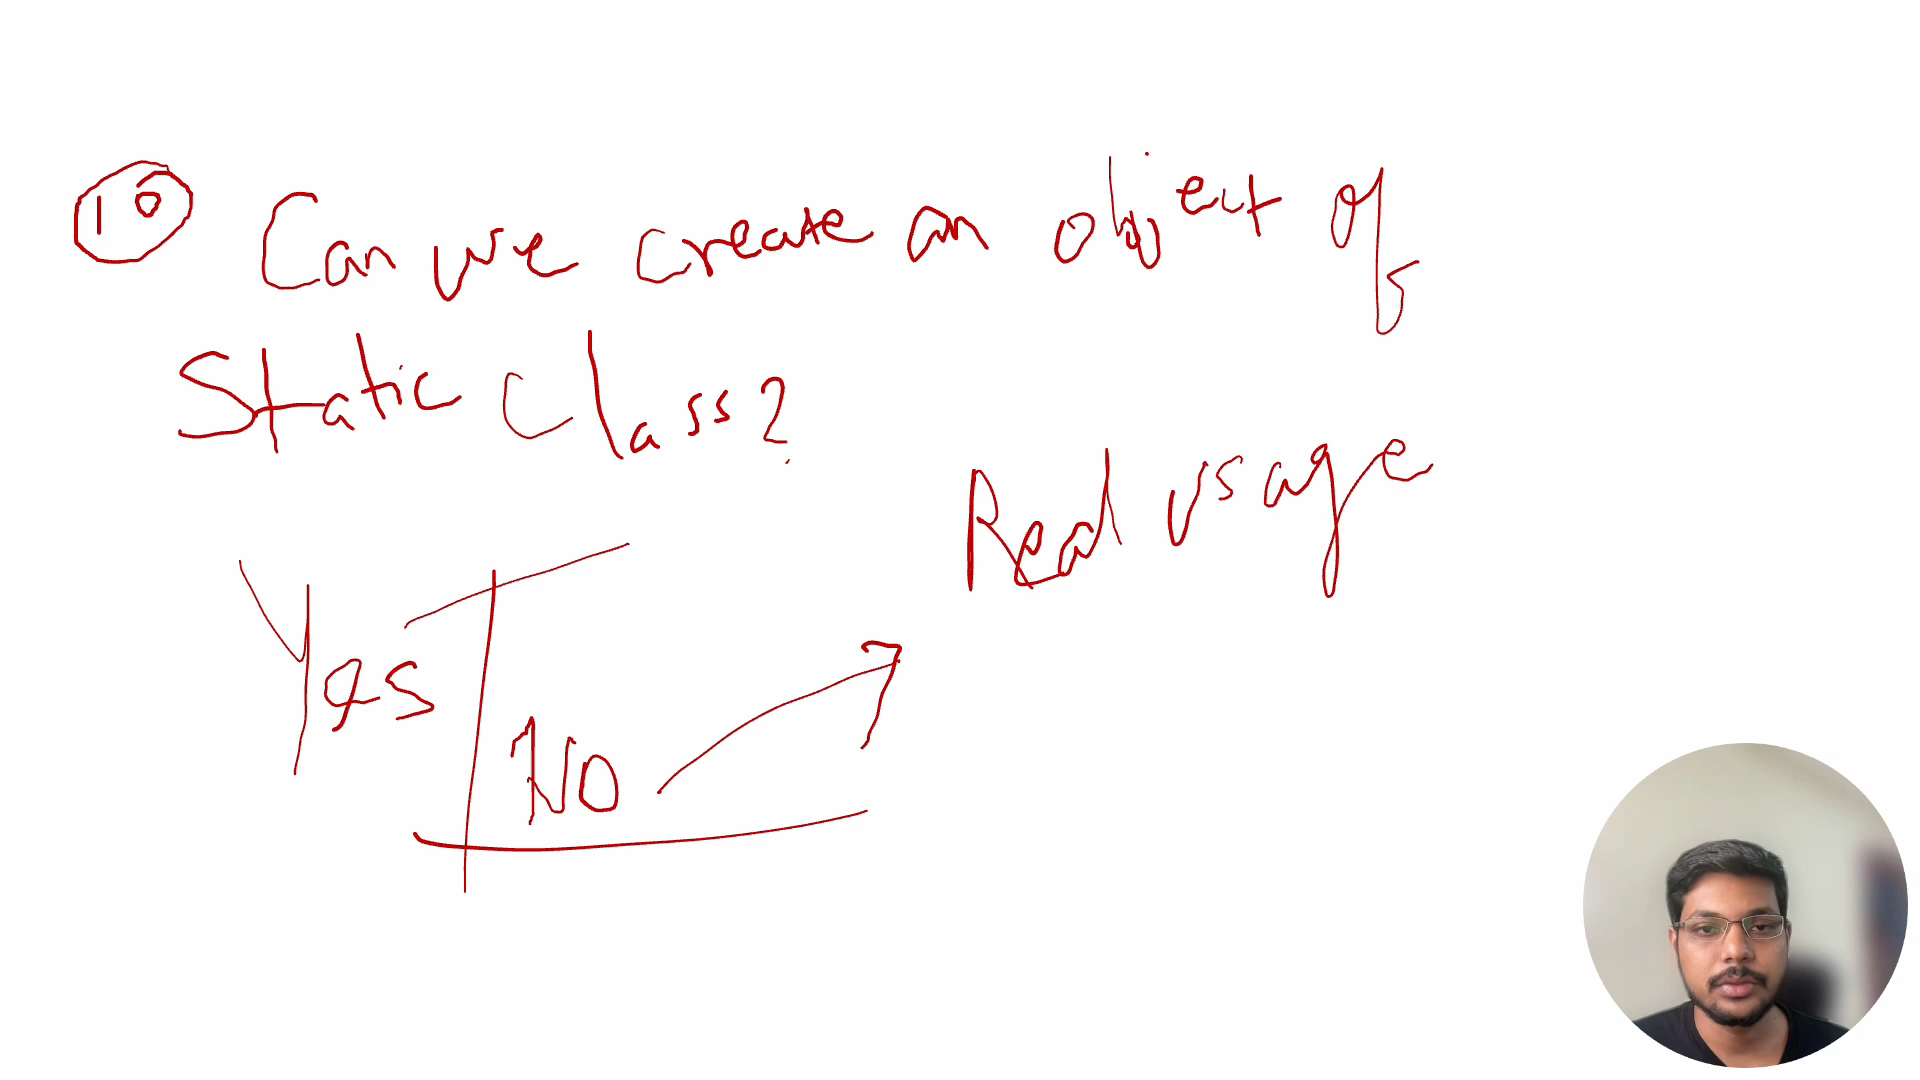 10 Can we create an object of
Static Class?
Real usage
Yes
No